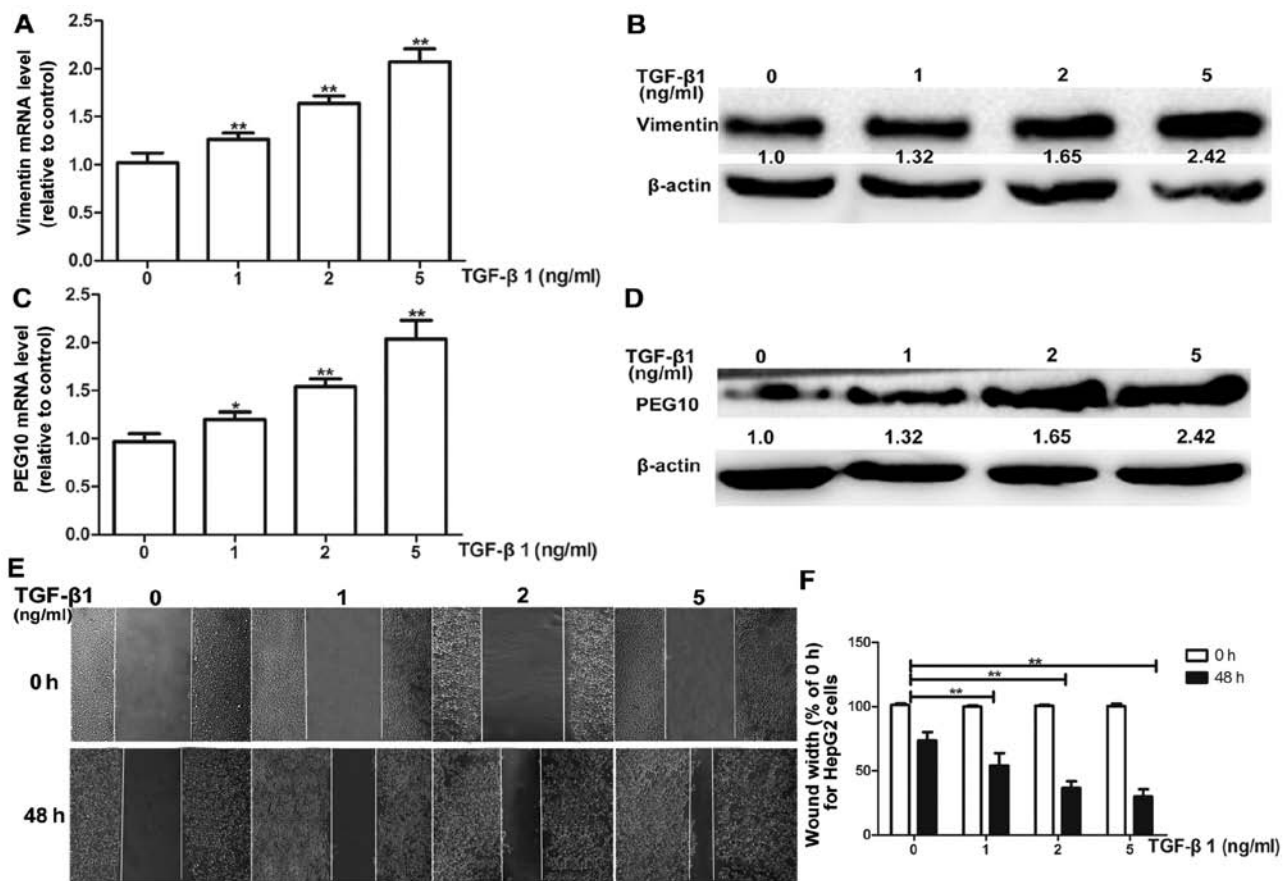 A
Vimentin mRNA level
(relative to control)
2.5
2.0
1.5
1.0
0.5
0.0
**
**
**
0 1 2 5 TGF-β 1 (ng/ml)
B
TGF-β1 0 1 2 5
(ng/ml)
Vimentin
1.0 1.32 1.65 2.42
β-actin
C
PEG10 mRNA level
(relative to control)
2.5
2.0
1.5
1.0
0.5
0.0
*
**
**
0 1 2 5 TGF-β 1 (ng/ml)
D
TGF-β1 0 1 2 5
(ng/ml)
PEG10
1.0 1.32 1.65 2.42
β-actin
E
TGF-β1 0 1 2 5
(ng/ml)
0 h
48 h
F
Wound width (% of 0 h)
for HepG2 cells
150
100
50
0
**
**
**
0 h
48 h
0 1 2 5 TGF-β 1 (ng/ml)